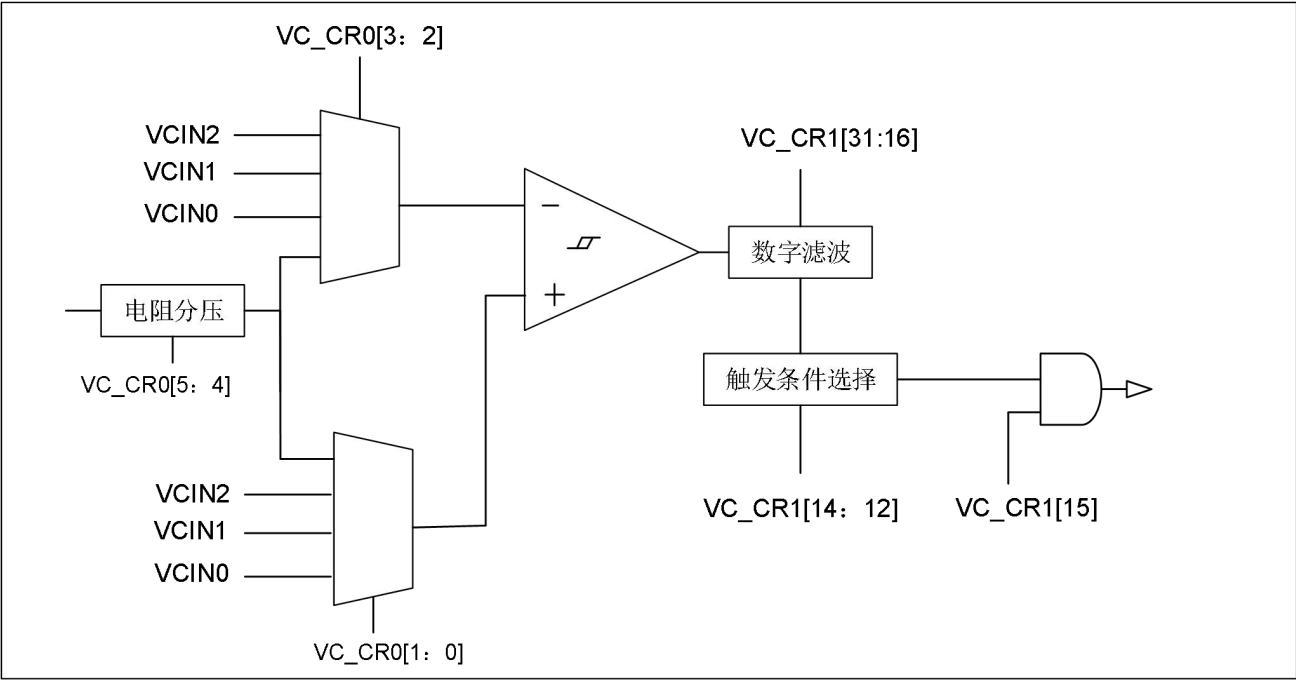 VC_CR0[3：2]
VCIN2
VCIN1
VCIN0
VC_CR1[31:16]
－
数字滤波
＋
电阻分压
VC_CR0[5：4]
触发条件选择
VCIN2
VCIN1
VCIN0
VC_CR1[14：12]
VC_CR1[15]
VC_CR0[1：0]